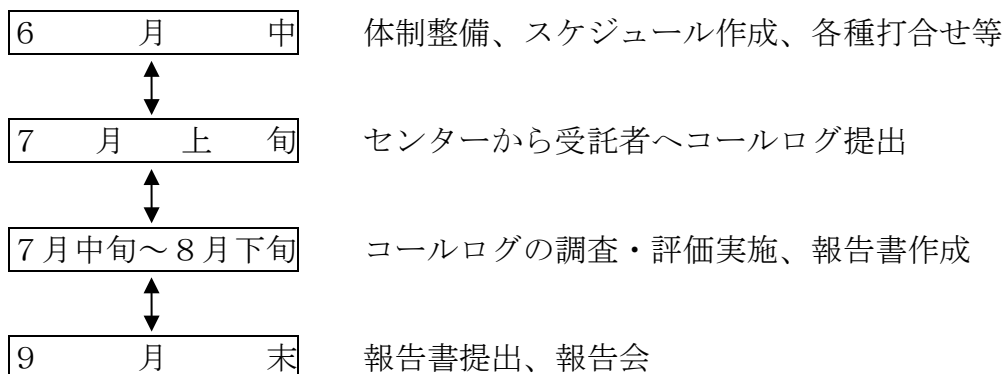 6 月 中 体制整備、スケジュール作成、各種打合せ等
7 月 上 旬 センターから受託者へコールログ提出
7月中旬～8月下旬 コールログの調査・評価実施、報告書作成
9 月 末 報告書提出、報告会